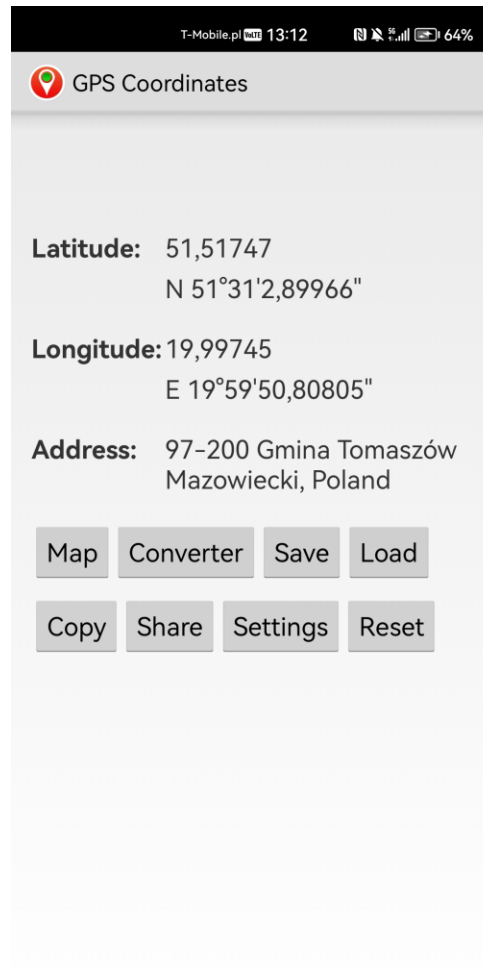 T-Mobile.pl VoLTE 13:12 64%
GPS Coordinates
Latitude: 51,51747
N 51°31'2,89966"
Longitude: 19,99745
E 19°59'50,80805"
Address: 97-200 Gmina Tomaszów
Mazowiecki, Poland
Map Converter Save Load
Copy Share Settings Reset